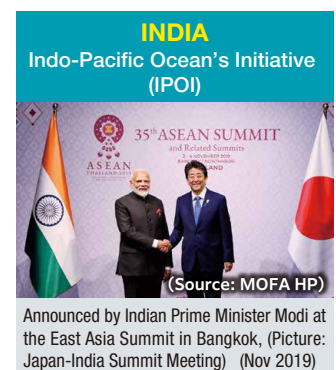 INDIA
Indo-Pacific Ocean's Initiative
(IPOI)
35th ASEAN SUMMIT
and Related Summits
ASEAN
(Source: MOFA HP)
Announced by Indian Prime Minister Modi at
the East Asia Summit in Bangkok, (Picture:
Japan-India Summit Meeting) (Nov 2019)